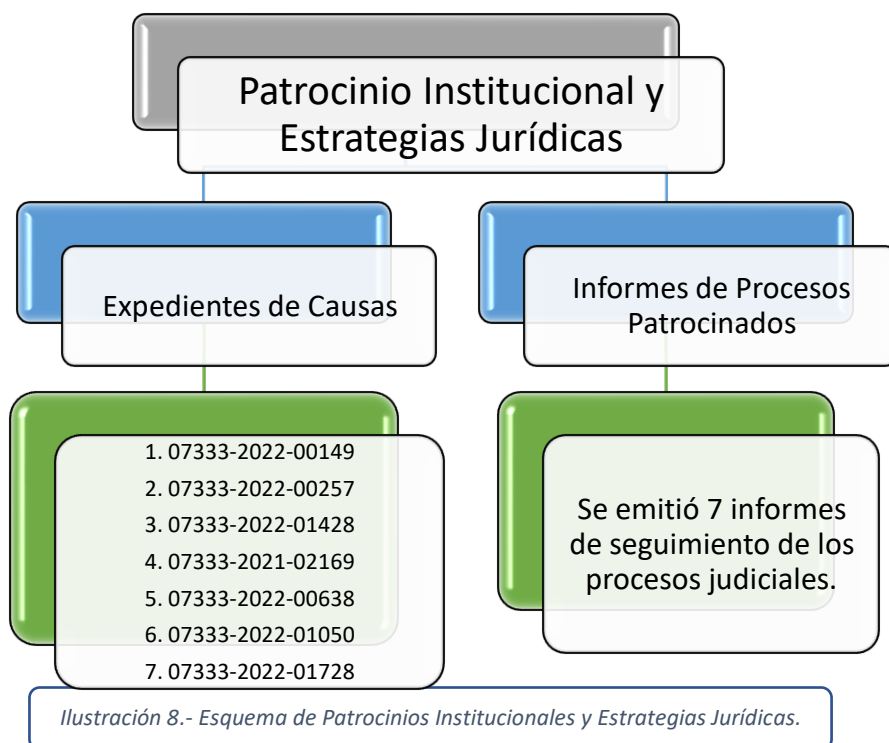 Patrocinio Institucional y
Estrategias Jurídicas
Expedientes de Causas
Informes de Procesos
Patrocinados
1. 07333-2022-00149
2. 07333-2022-00257
3. 07333-2022-01428
4. 07333-2021-02169
5. 07333-2022-00638
6. 07333-2022-01050
7. 07333-2022-01728
Se emitió 7 informes
de seguimiento de los
procesos judiciales.
Ilustración 8.- Esquema de Patrocinios Institucionales y Estrategias Jurídicas.